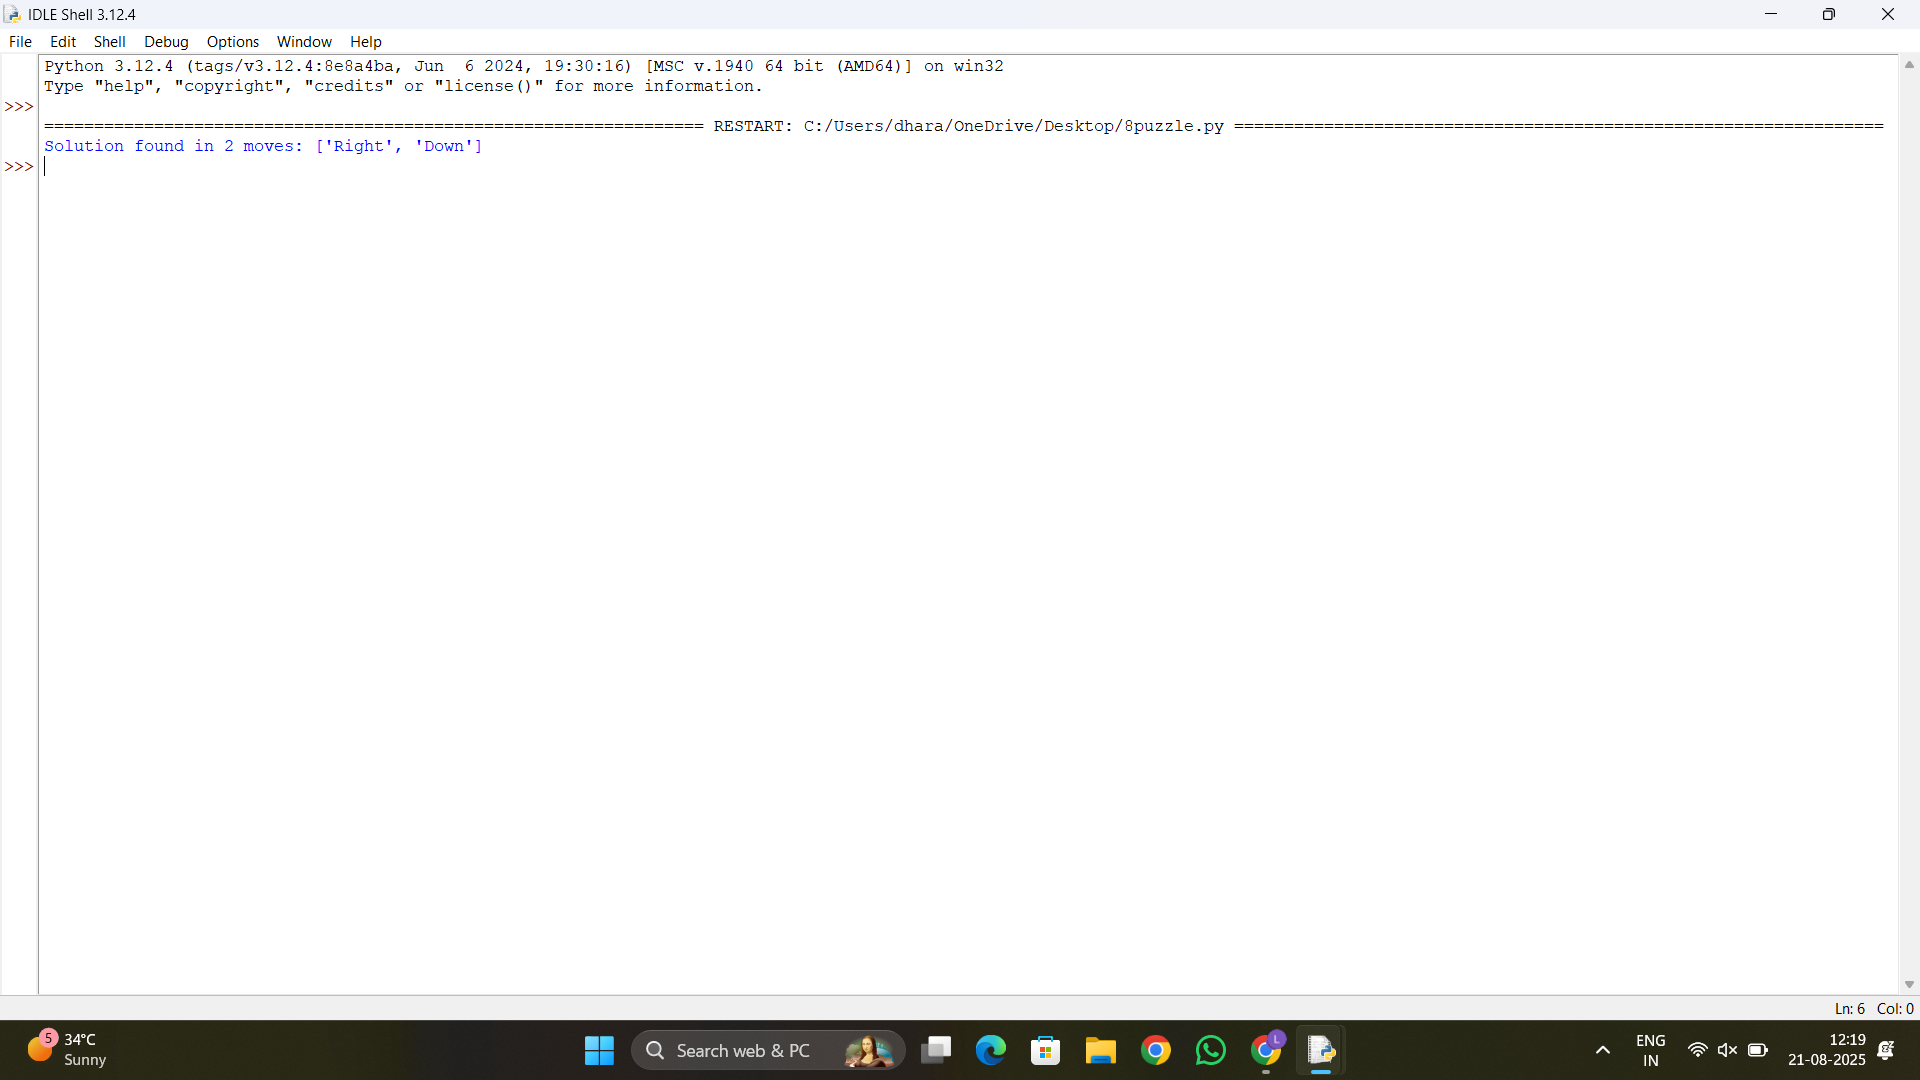 IDLE Shell 3.12.4
File Edit Shell Debug Options Window Help
Python 3.12.4 (tags/v3.12.4:8e8a4ba, Jun  6 2024, 19:30:16) [MSC v.1940 64 bit (AMD64)] on win32
Type "help", "copyright", "credits" or "license()" for more information.
>>>
================================================================== RESTART: C:/Users/dhara/OneDrive/Desktop/8puzzle.py =================================================================
Solution found in 2 moves: ['Right', 'Down']
>>>
Ln: 6 Col: 0
5 34°C
Sunny
Search web & PC
L
ENG
IN
12:19
21-08-2025